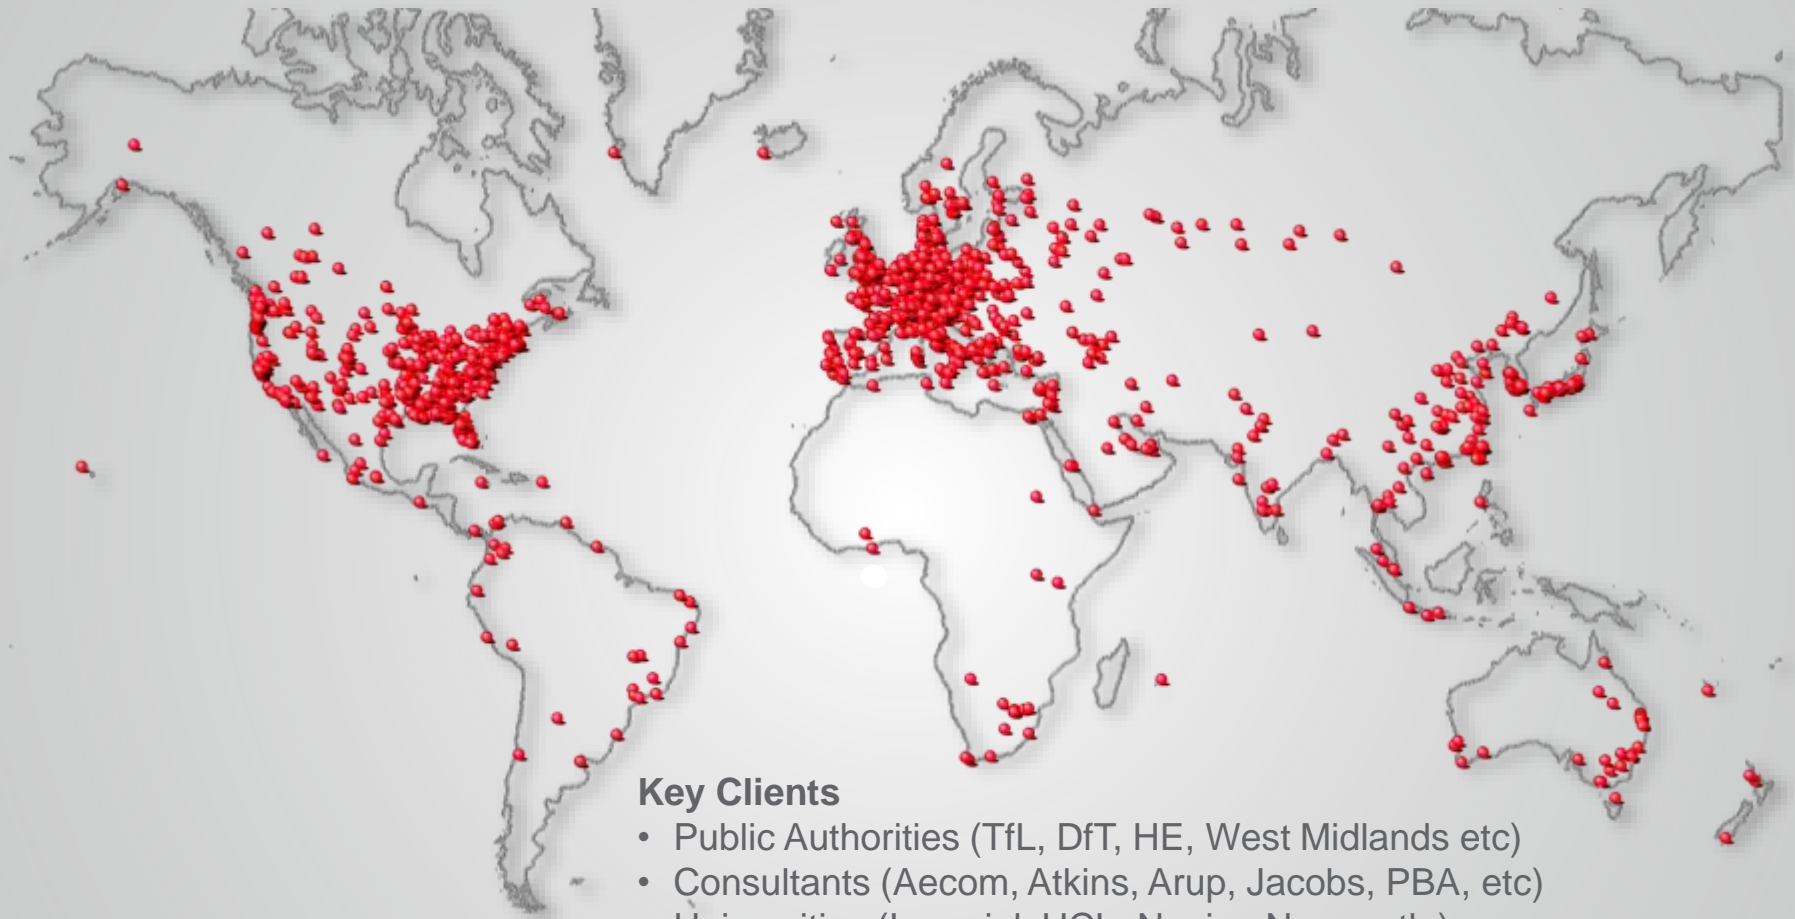 Key Clients
• Public Authorities (TfL, DfT, HE, West Midlands etc)
• Consultants (Aecom, Atkins, Arup, Jacobs, PBA, etc)